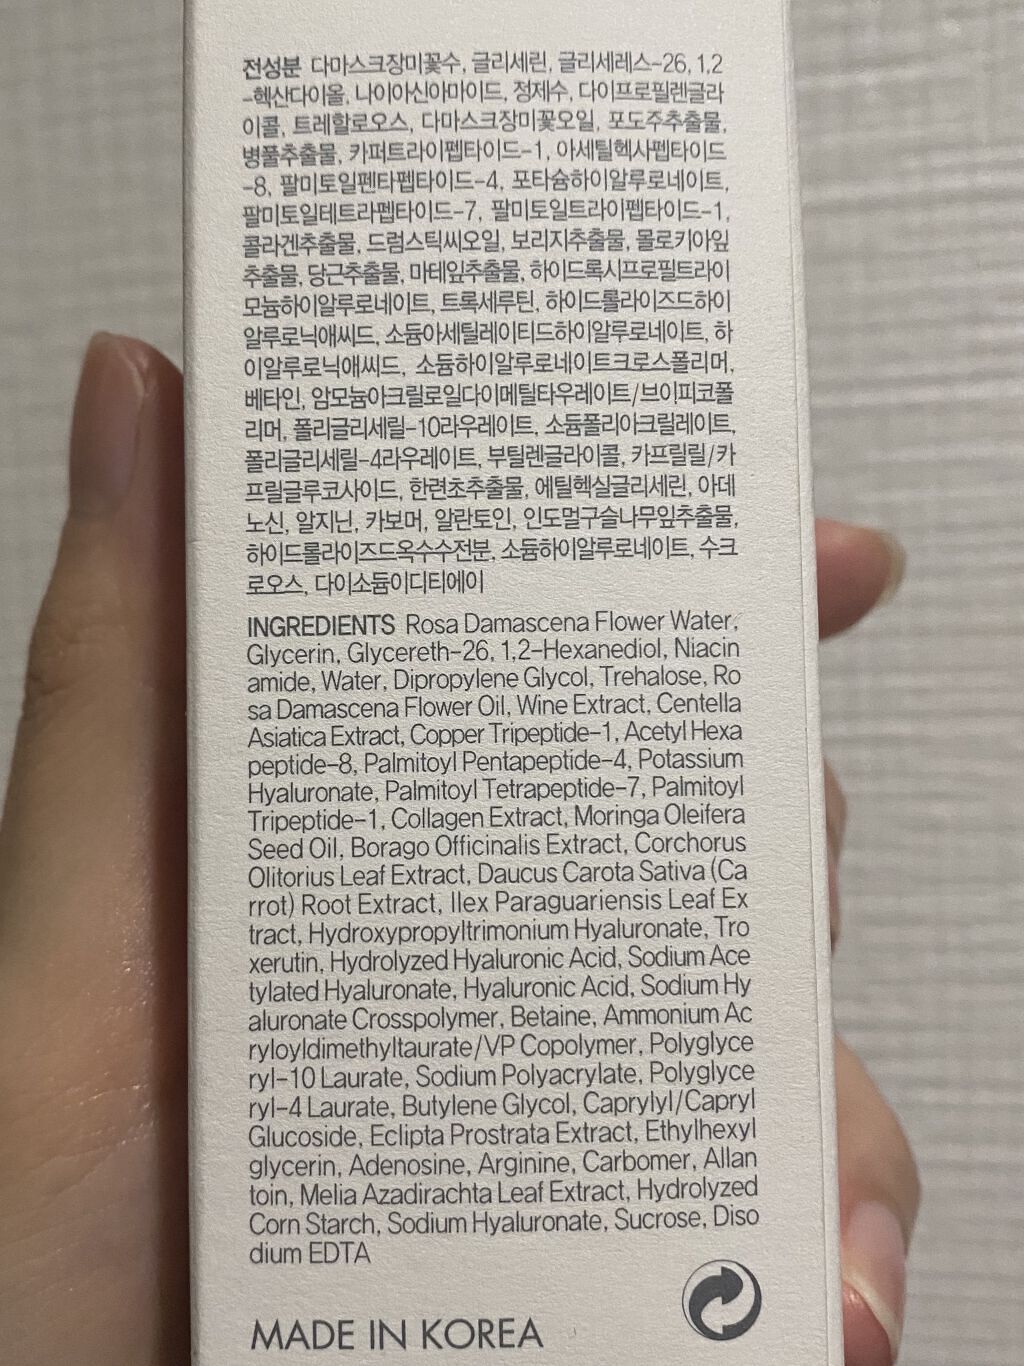 전성분 다마스크장미꽃수, 글리세린, 글리세레스-26, 1,2
-헥산다이올, 나이아신아마이드, 정제수, 다이프로필렌글라
이콜, 트레할로오스, 다마스크장미꽃오일, 포도주추출물,
병풀추출물, 카퍼트라이펩타이드-1, 아세틸헥사펩타이드
-8, 팔미토일펜타펩타이드-4, 포타슘하이알루로네이트,
팔미토일테트라펩타이드-7, 팔미토일트라이펩타이드-1,
콜라겐추출물, 드럼스틱씨오일, 보리지추출물, 몰로키아잎
추출물, 당근추출물, 마테잎추출물, 하이드록시프로필트라이
모늄하이알루로네이트, 트록세루틴, 하이드롤라이즈드하이
알루로닉애씨드, 소듐아세틸레이티드하이알루로네이트, 하
이알루로닉애씨드, 소듐하이알루로네이트크로스폴리머,
베타인, 암모늄아크릴로일다이메틸타우레이트/브이피코폴
리머, 폴리글리세릴-10라우레이트, 소듐폴리아크릴레이트,
폴리글리세릴-4라우레이트, 부틸렌글라이콜, 카프릴릴/카
프릴글루코사이드, 한련초추출물, 에틸헥실글리세린, 아데
노신, 알지닌, 카보머, 알란토인, 인도멀구슬나무잎추출물,
하이드롤라이즈드옥수수전분, 소듐하이알루로네이트, 수크
로오스, 다이소듐이디티에이
INGREDIENTS Rosa Damascena Flower Water,
Glycerin, Glycereth-26, 1,2-Hexanediol, Niacin
amide, Water, Dipropylene Glycol, Trehalose, Ro
sa Damascena Flower Oil, Wine Extract, Centella
Asiatica Extract, Copper Tripeptide-1, Acetyl Hexa
peptide-8, Palmitoyl Pentapeptide-4, Potassium
Hyaluronate, Palmitoyl Tetrapeptide-7, Palmitoyl
Tripeptide-1, Collagen Extract, Moringa Oleifera
Seed Oil, Borago Officinalis Extract, Corchorus
Olitorius Leaf Extract, Daucus Carota Sativa (Ca
rrot) Root Extract, Ilex Paraguariensis Leaf Ex
tract, Hydroxypropyltrimonium Hyaluronate, Tro
xerutin, Hydrolyzed Hyaluronic Acid, Sodium Ace
tylated Hyaluronate, Hyaluronic Acid, Sodium Hy
aluronate Crosspolymer, Betaine, Ammonium Ac
ryloyldimethyltaurate/VP Copolymer, Polyglyce
ryl-10 Laurate, Sodium Polyacrylate, Polyglyce
ryl-4 Laurate, Butylene Glycol, Caprylyl/Capryl
Glucoside, Eclipta Prostrata Extract, Ethylhexyl
glycerin, Adenosine, Arginine, Carbomer, Allan
toin, Melia Azadirachta Leaf Extract, Hydrolyzed
Corn Starch, Sodium Hyaluronate, Sucrose, Diso
dium EDTA
MADE IN KOREA